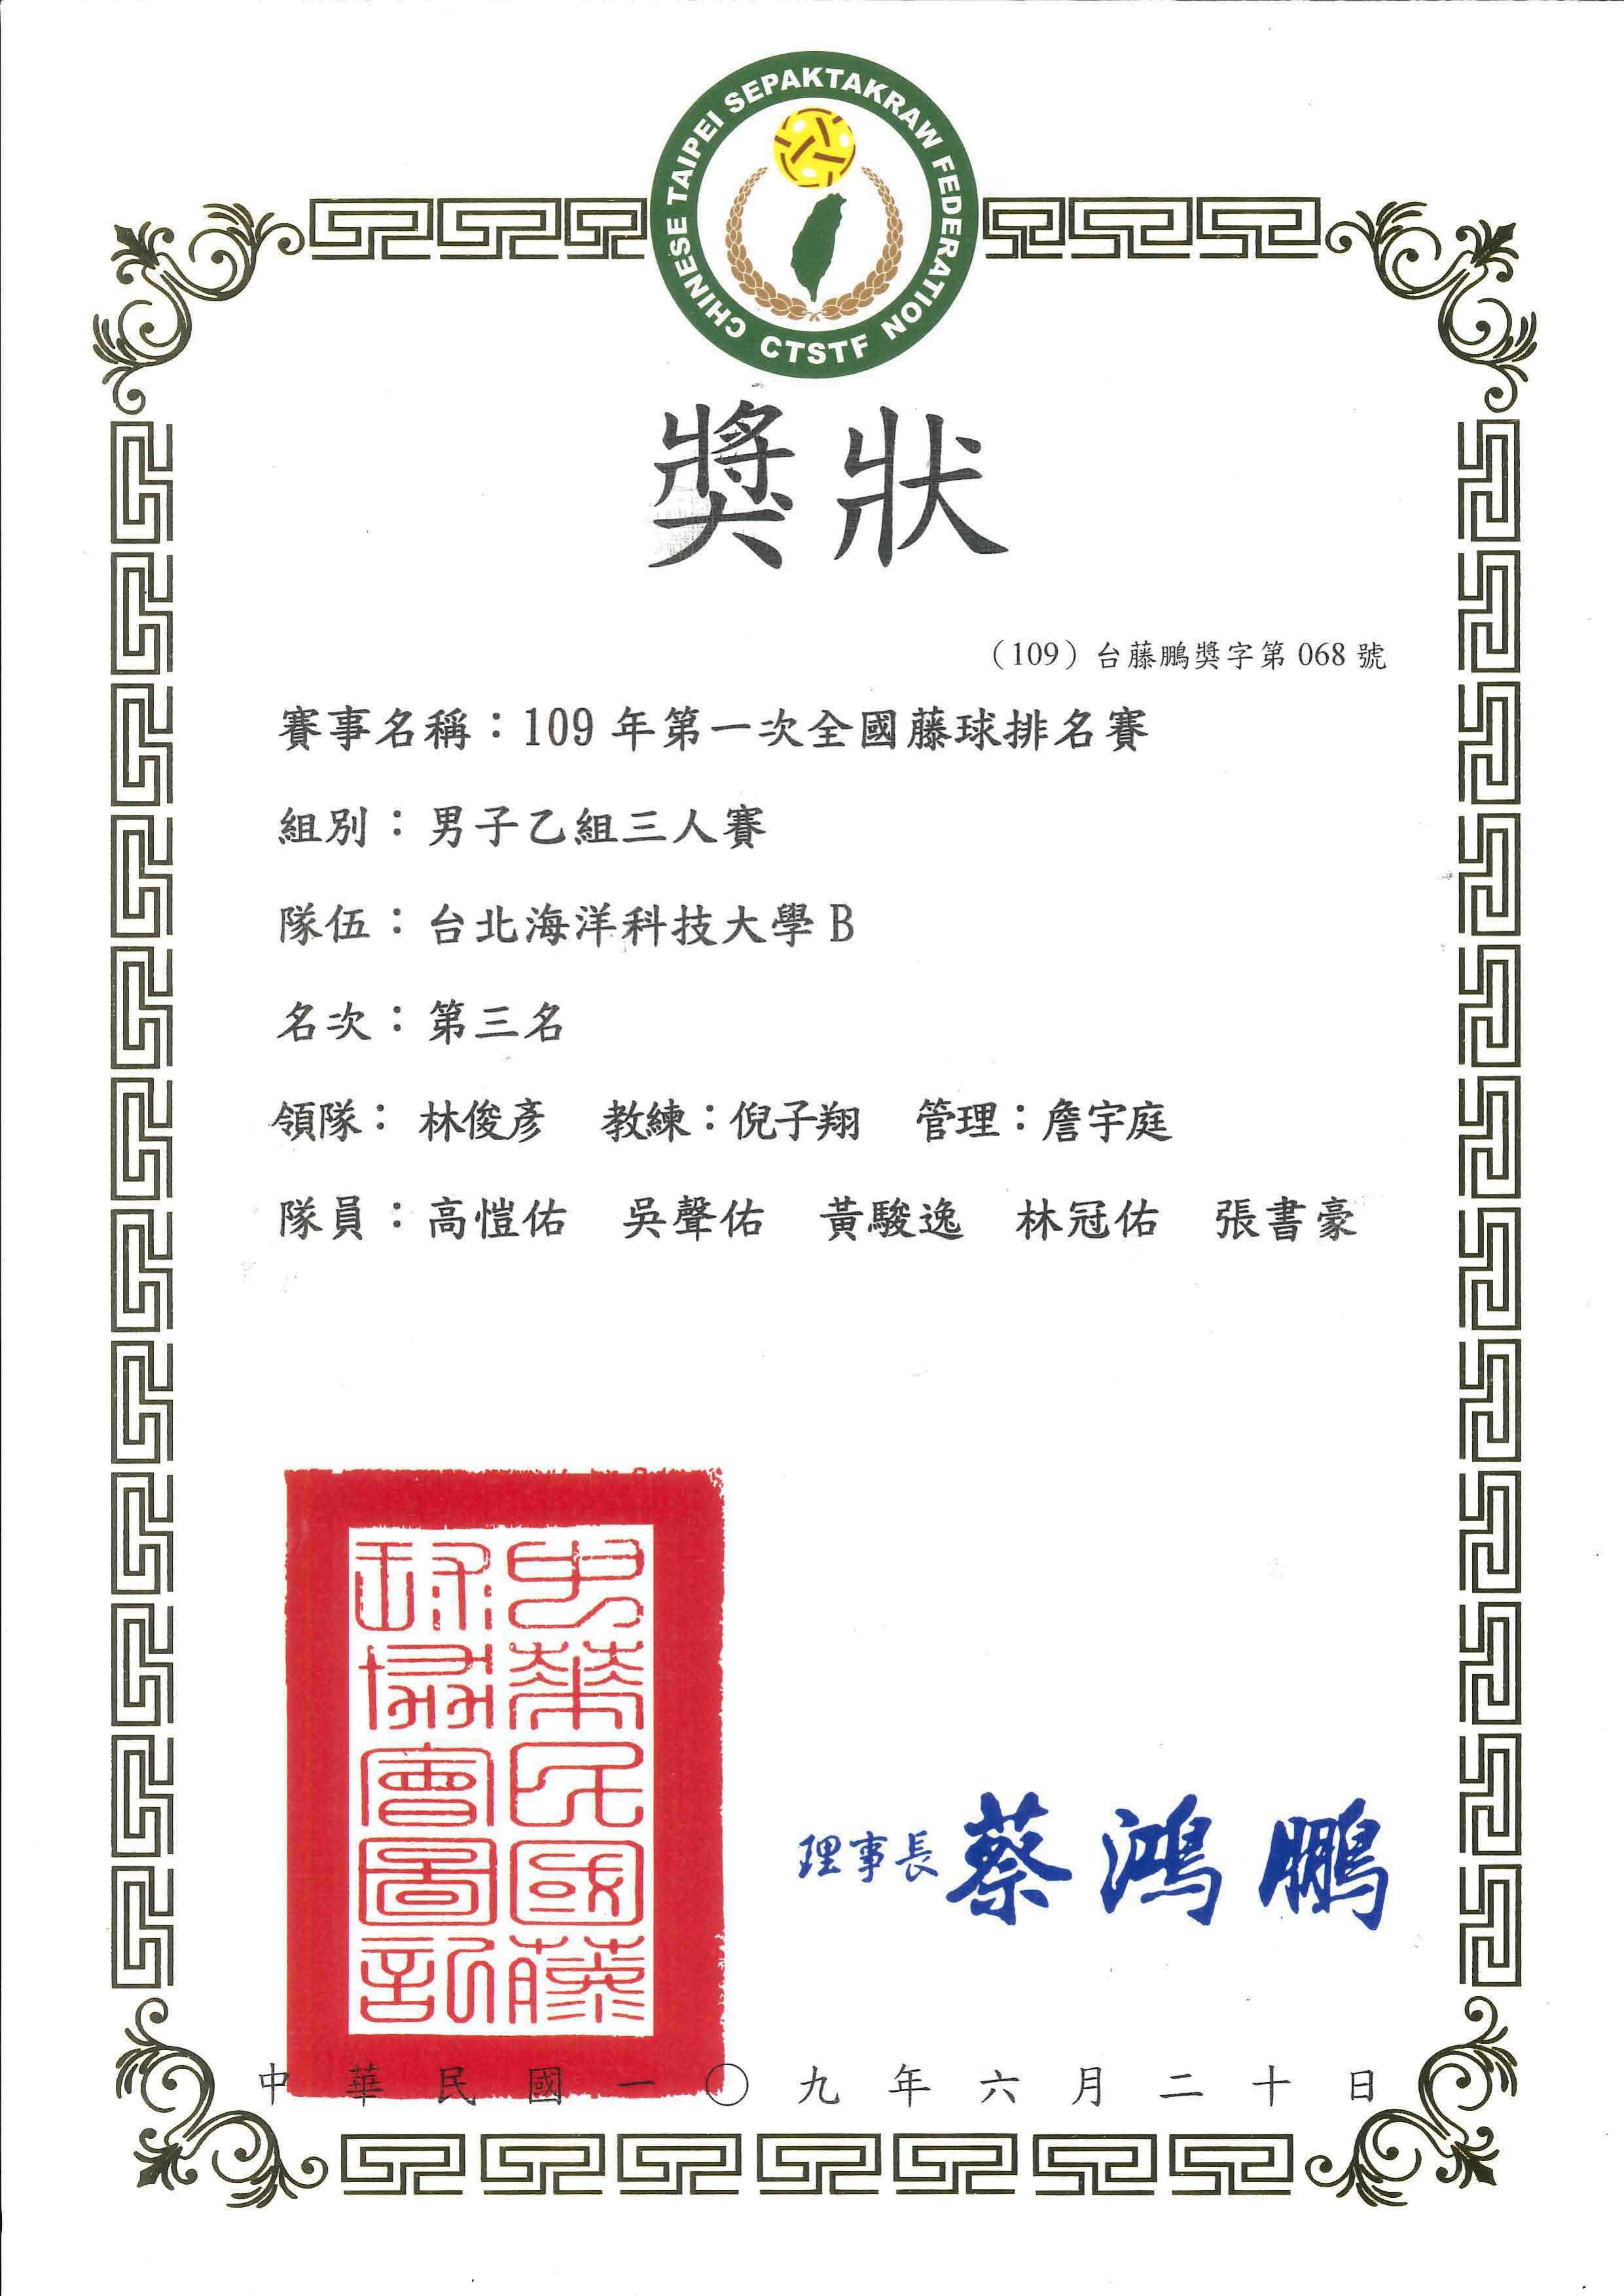 CHINESE TAIPEI SEPAKTAKRAW FEDERATION
CTSTF
獎狀
（109）台藤鵬獎字第 068 號
賽事名稱：109 年第一次全國藤球排名賽
組別：男子乙組三人賽
隊伍：台北海洋科技大學 B
名次：第三名
領隊：林俊彥 教練：倪子翔 管理：詹宇庭
隊員：高愷佑 吳聲佑 黃駿逸 林冠佑 張書豪
中華民國藤
球協會圖記
理事長 蔡鴻鵬
中華民國一〇九年六月二十日